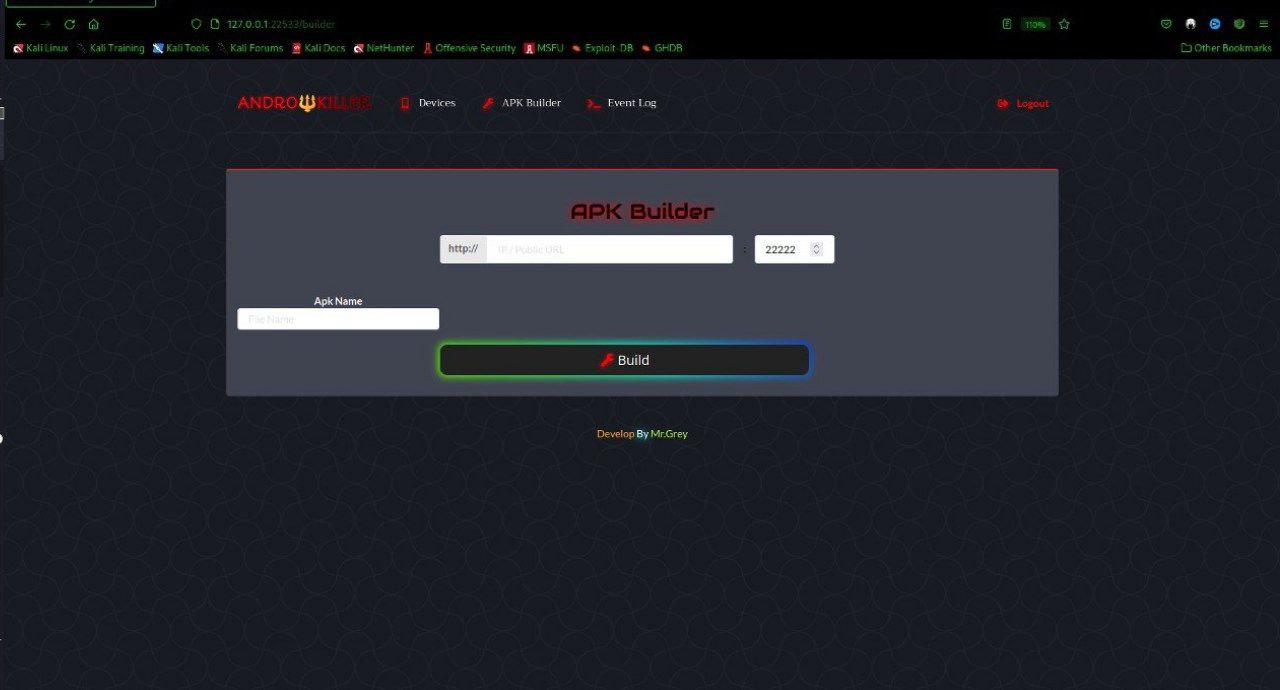 127.0.0.1:22533/builder
110%
Kali Linux Kali Training Kali Tools Kali Forums Kali Docs NetHunter Offensive Security MSFU Exploit-DB GHDB Other Bookmarks
ANDRO KILLER Devices APK Builder Event Log Logout
APK Builder
http:// IP / Public URL : 22222
Apk Name
File Name
Build
Develop By Mr.Grey